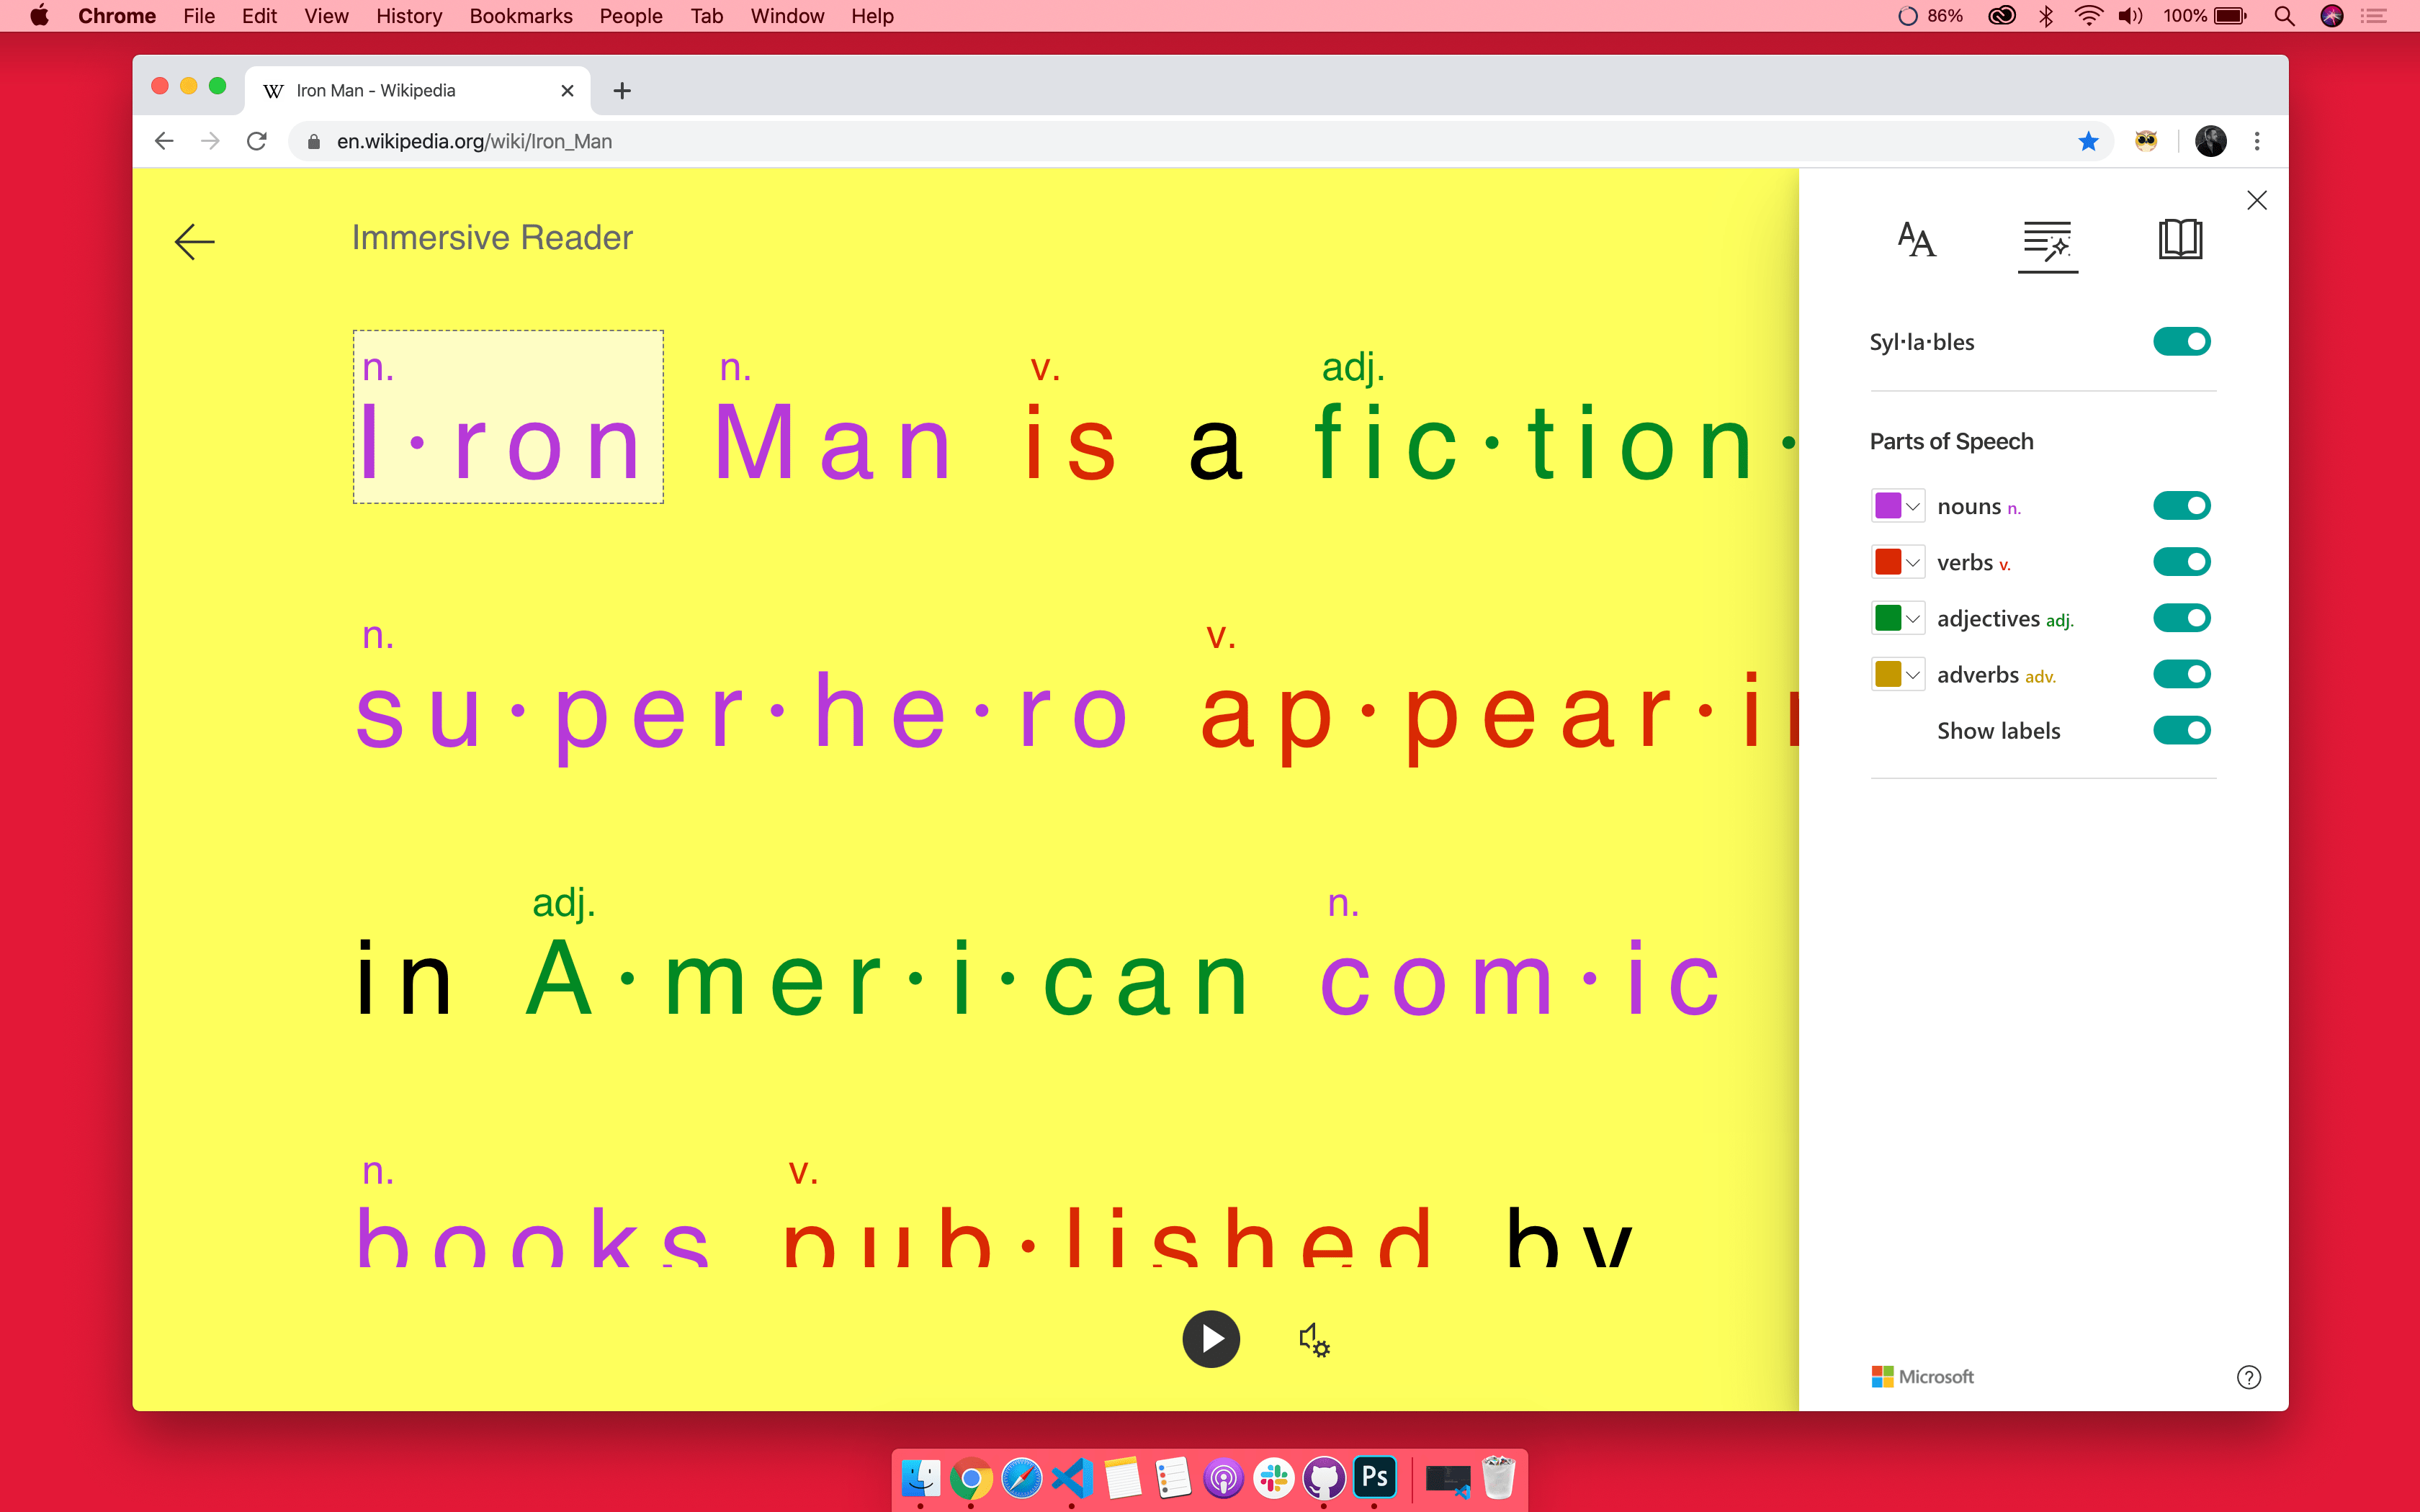 Chrome File Edit View History Bookmarks People Tab Window Help 86% 100%
Iron Man - Wikipedia
en.wikipedia.org/wiki/Iron_Man
Immersive Reader
n. n. v. adj.
I·ron Man is a fic·tion·
n. v.
su·per·he·ro ap·pear·i
adj. n.
in A·mer·i·can com·ic
n. v.
books pub·lished by
Syl·la·bles
Parts of Speech
nouns n.
verbs v.
adjectives adj.
adverbs adv.
Show labels
Microsoft
Ps